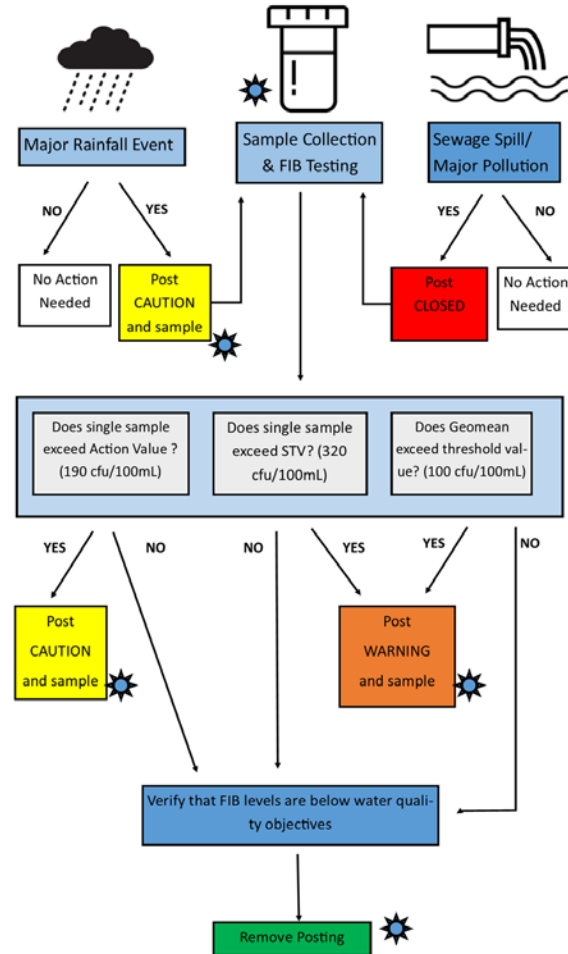 Major Rainfall Event
Sample Collection
& FIB Testing
Sewage Spill/
Major Pollution
NO
YES
YES
NO
No Action
Needed
Post
CAUTION
and sample
Post
CLOSED
No Action
Needed
Does single sample
exceed Action Value ?
(190 cfu/100mL)
Does single sample
exceed STV? (320
cfu/100mL)
Does Geomean
exceed threshold val-
ue? (100 cfu/100mL)
YES
NO
NO
YES
YES
NO
Post
CAUTION
and sample
Post
WARNING
and sample
Verify that FIB levels are below water quali-
ty objectives
Remove Posting